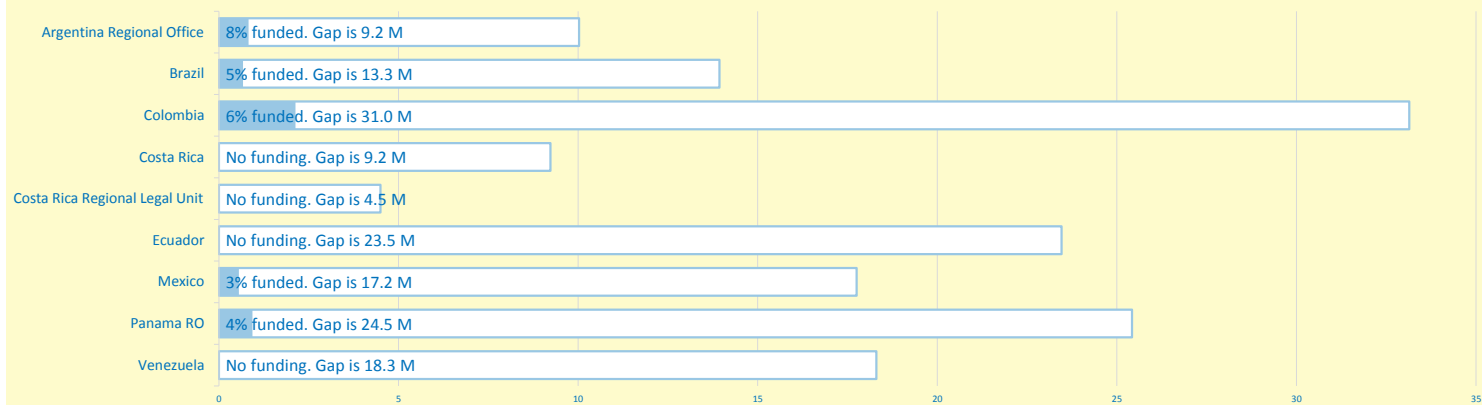 Argentina Regional Office
8% funded. Gap is 9.2 M
Brazil
5% funded. Gap is 13.3 M
Colombia
6% funded. Gap is 31.0 M
Costa Rica
No funding. Gap is 9.2 M
Costa Rica Regional Legal Unit
No funding. Gap is 4.5 M
Ecuador
No funding. Gap is 23.5 M
Mexico
3% funded. Gap is 17.2 M
Panama RO
4% funded. Gap is 24.5 M
Venezuela
No funding. Gap is 18.3 M
0 5 10 15 20 25 30 35